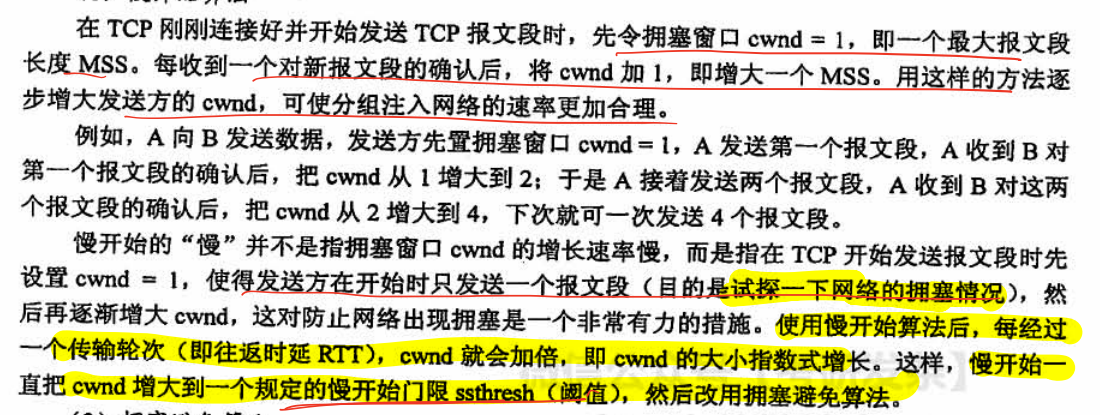 在 TCP 刚刚连接好并开始发送 TCP 报文段时，先令拥塞窗口 cwnd = 1，即一个最大报文段
长度 MSS。每收到一个对新报文段的确认后，将 cwnd 加 1，即增大一个 MSS。用这样的方法逐
步增大发送方的 cwnd，可使分组注入网络的速率更加合理。
例如，A 向 B 发送数据，发送方先置拥塞窗口 cwnd = 1，A 发送第一个报文段，A 收到 B 对
第一个报文段的确认后，把 cwnd 从 1 增大到 2；于是 A 接着发送两个报文段，A 收到 B 对这两
个报文段的确认后，把 cwnd 从 2 增大到 4，下次就可一次发送 4 个报文段。
慢开始的“慢”并不是指拥塞窗口 cwnd 的增长速率慢，而是指在 TCP 开始发送报文段时先
设置 cwnd = 1，使得发送方在开始时只发送一个报文段（目的是试探一下网络的拥塞情况），然
后再逐渐增大 cwnd，这对防止网络出现拥塞是一个非常有力的措施。使用慢开始算法后，每经过
一个传输轮次（即往返时延 RTT），cwnd 就会加倍，即 cwnd 的大小指数式增长。这样，慢开始一
直把 cwnd 增大到一个规定的慢开始门限 ssthresh（阈值），然后改用拥塞避免算法。